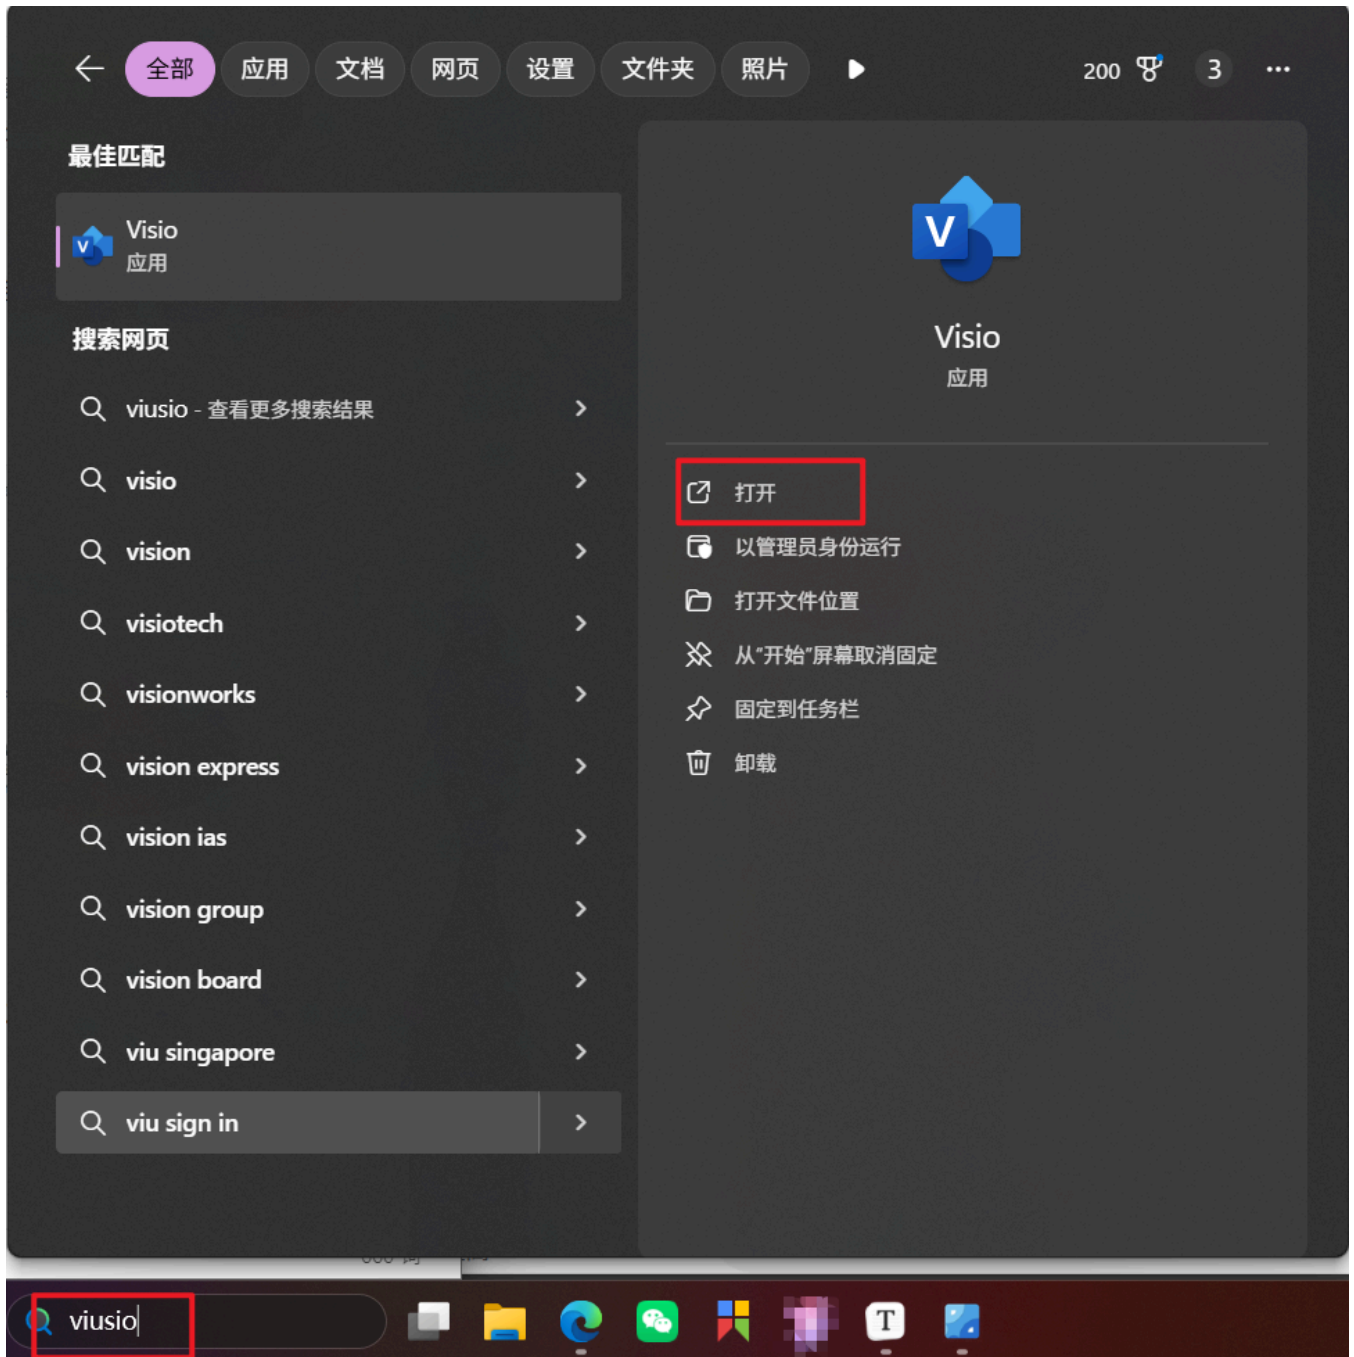 全部
应用
文档
网页
设置
文件夹
照片
200
3
最佳匹配
Visio
应用
搜索网页
viusio - 查看更多搜索结果
visio
vision
visiotech
visionworks
vision express
vision ias
vision group
vision board
viu singapore
viu sign in
V
Visio
应用
打开
以管理员身份运行
打开文件位置
从"开始"屏幕取消固定
固定到任务栏
卸载
viusio
T